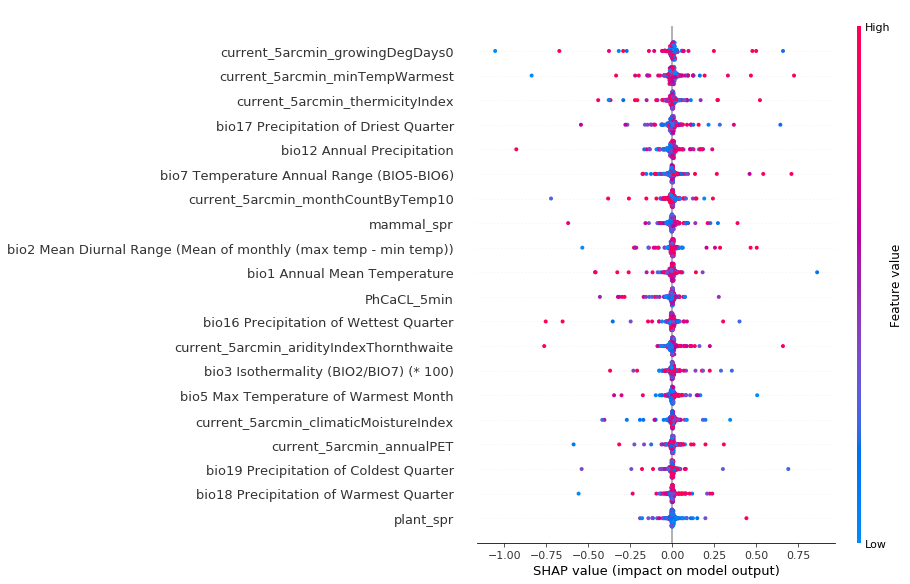 High
current_5arcmin_growingDegDays0
current_5arcmin_minTempWarmest
current_5arcmin_thermicityIndex
bio17 Precipitation of Driest Quarter
bio12 Annual Precipitation
bio7 Temperature Annual Range (BIO5-BIO6)
current_5arcmin_monthCountByTemp10
mammal_spr
bio2 Mean Diurnal Range (Mean of monthly (max temp - min temp))
bio1 Annual Mean Temperature
PhCaCL_5min
bio16 Precipitation of Wettest Quarter
current_5arcmin_aridityIndexThornthwaite
bio3 Isothermality (BIO2/BIO7) (* 100)
bio5 Max Temperature of Warmest Month
current_5arcmin_climaticMoistureIndex
current_5arcmin_annualPET
bio19 Precipitation of Coldest Quarter
bio18 Precipitation of Warmest Quarter
plant_spr
Feature value
Low
−1.00 −0.75 −0.50 −0.25 0.00 0.25 0.50 0.75
SHAP value (impact on model output)